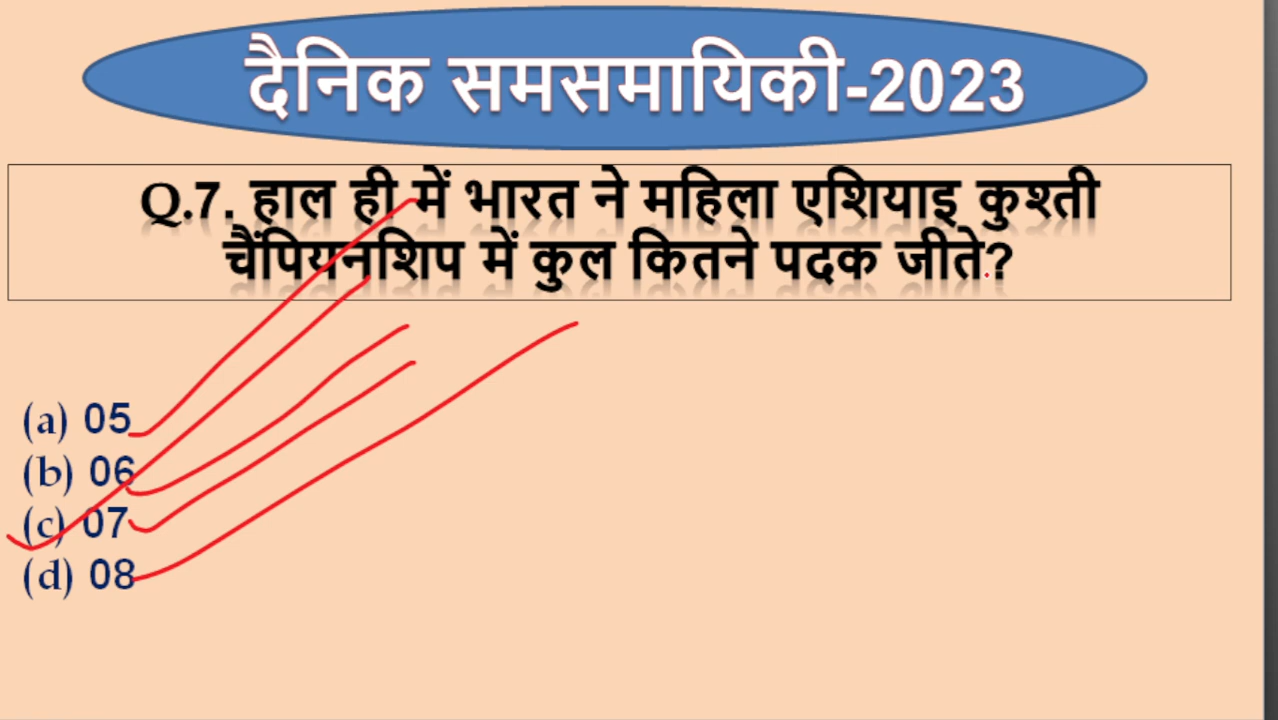 दैनिक समसमायिकी-2023
Q.7. हाल ही में भारत ने महिला एशियाइ कुश्ती
चैंपियनशिप में कुल कितने पदक जीते?
(a) 05
(b) 06
(c) 07
(d) 08